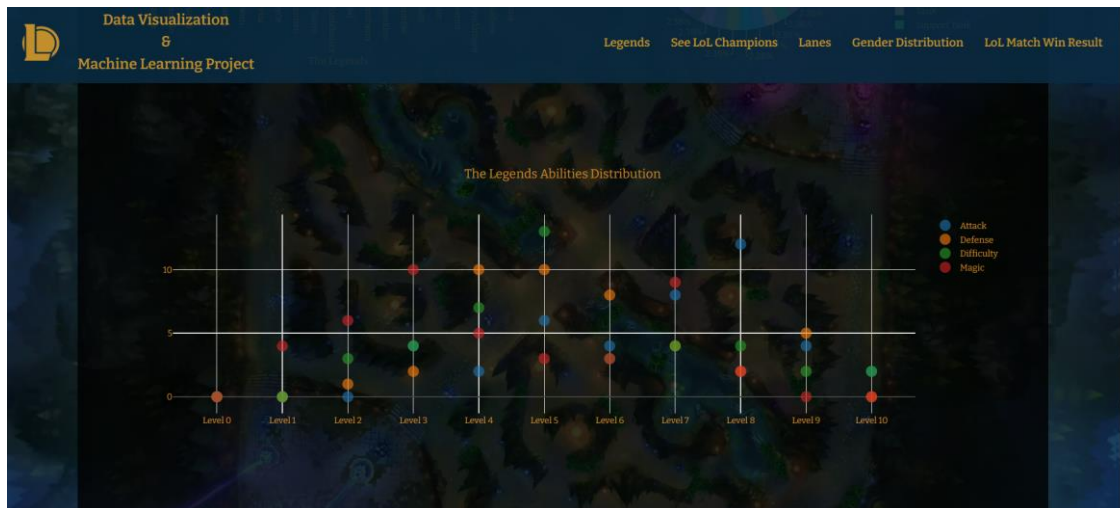 Data Visualization
&
Machine Learning Project
Legends See LoL Champions Lanes Gender Distribution LoL Match Win Result
The Legends Abilities Distribution
Attack
Defense
Difficulty
Magic
10
5
0
Level 0 Level 1 Level 2 Level 3 Level 4 Level 5 Level 6 Level 7 Level 8 Level 9 Level 10